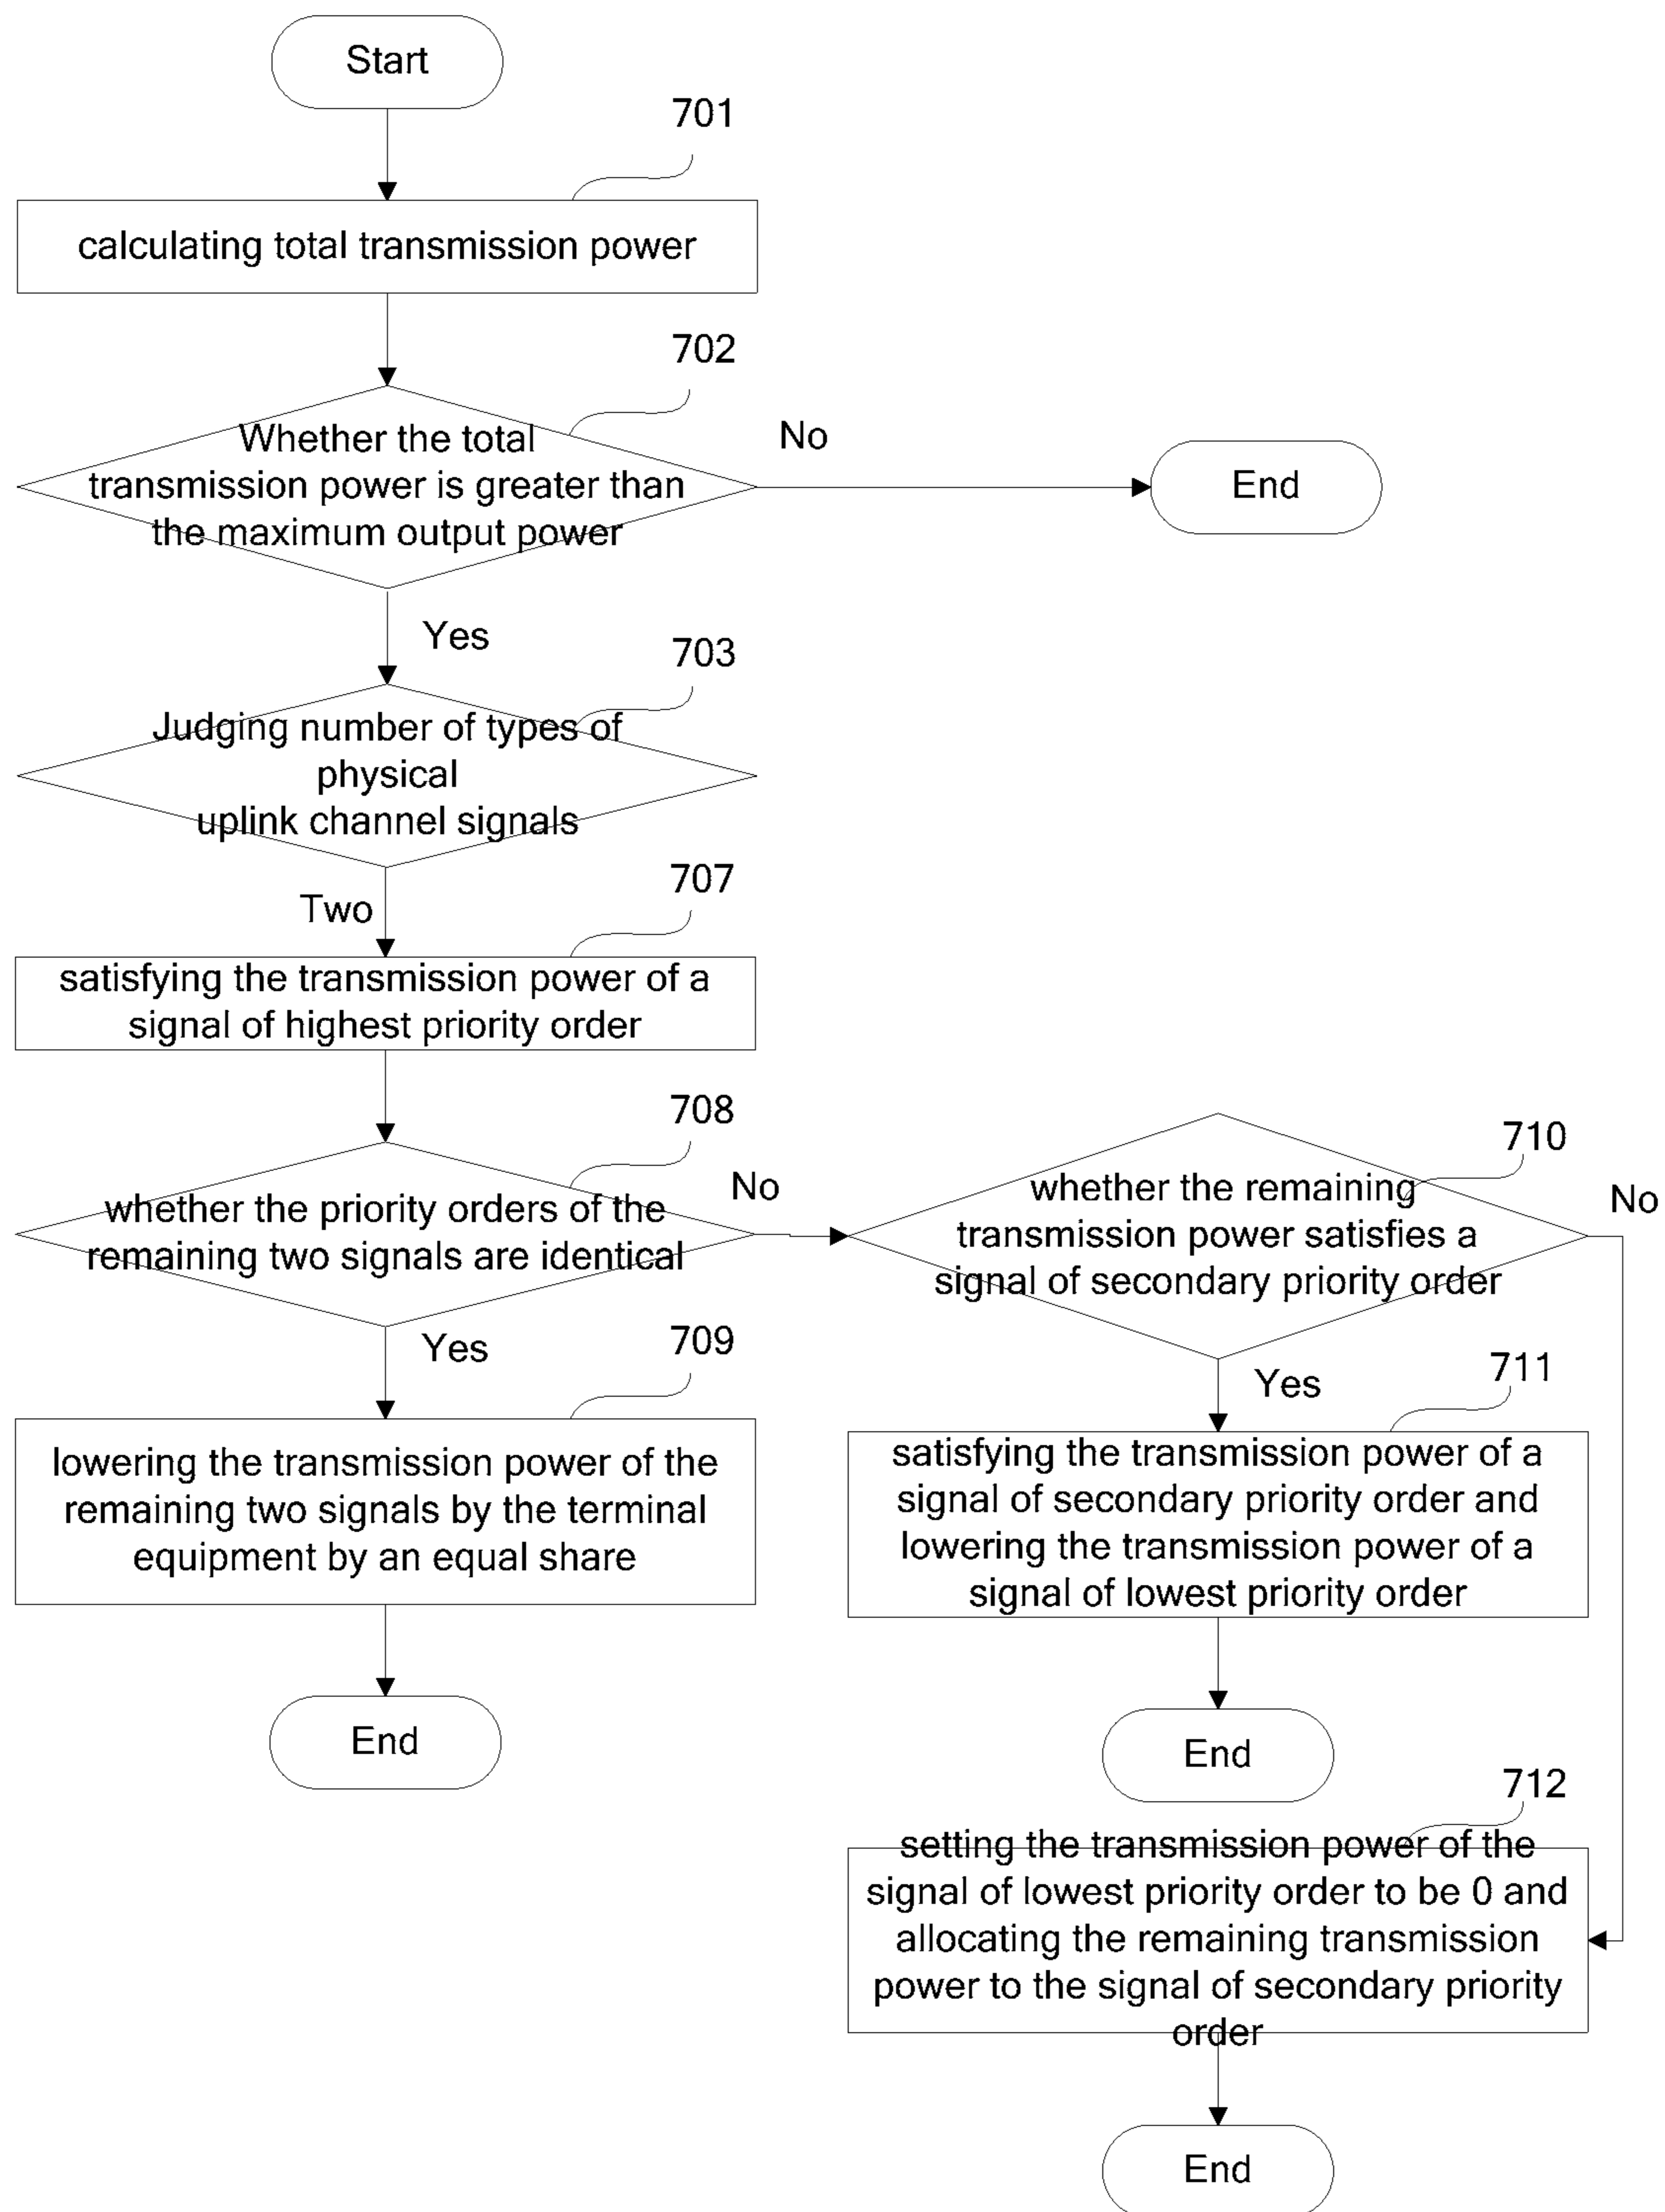 Start
701
calculating total transmission power
702
Whether the total
transmission power is greater than
the maximum output power
No
End
Yes
703
Judging number of types of
physical
uplink channel signals
Two
707
satisfying the transmission power of a
signal of highest priority order
708
whether the priority orders of the
remaining two signals are identical
No
710
whether the remaining
transmission power satisfies a
signal of secondary priority order
No
Yes
709
lowering the transmission power of the
remaining two signals by the terminal
equipment by an equal share
End
Yes
711
satisfying the transmission power of a
signal of secondary priority order and
lowering the transmission power of a
signal of lowest priority order
End
712
setting the transmission power of the
signal of lowest priority order to be 0 and
allocating the remaining transmission
power to the signal of secondary priority
order
End